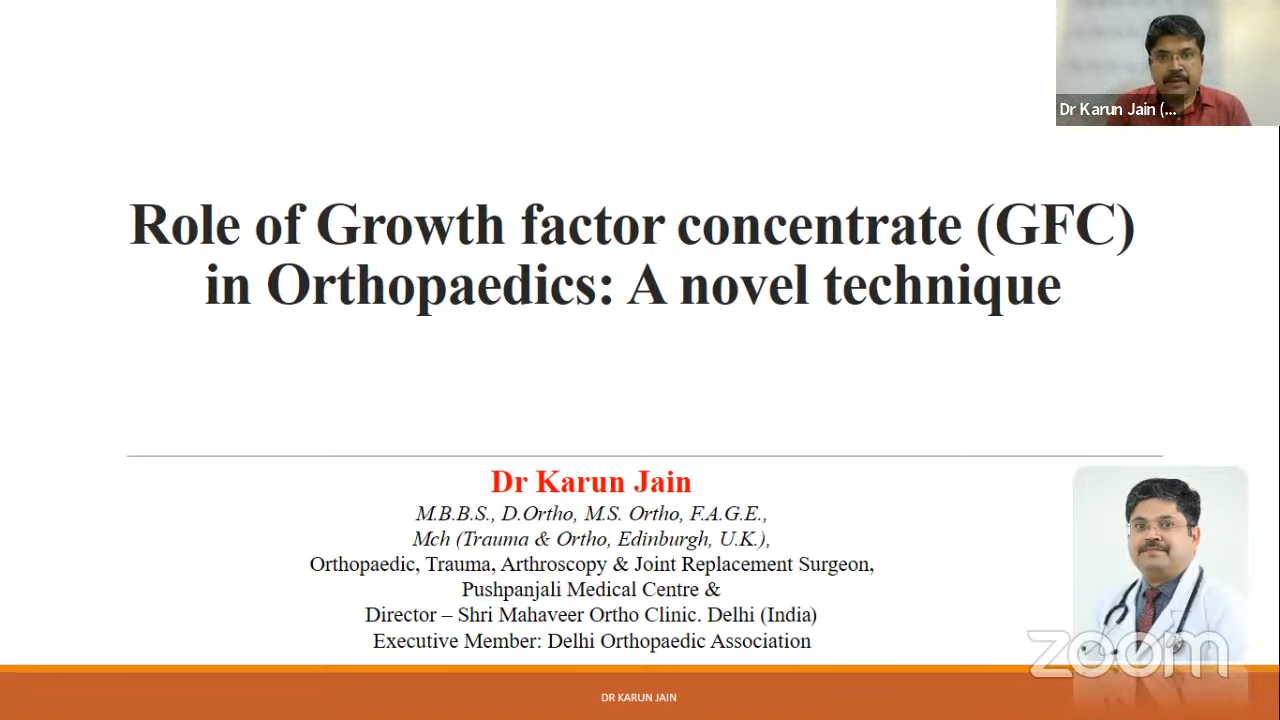 Dr Karun Jain (...
Role of Growth factor concentrate (GFC)
in Orthopaedics: A novel technique
Dr Karun Jain
M.B.B.S., D.Ortho, M.S. Ortho, F.A.G.E.,
Mch (Trauma & Ortho, Edinburgh, U.K.),
Orthopaedic, Trauma, Arthroscopy & Joint Replacement Surgeon,
Pushpanjali Medical Centre &
Director – Shri Mahaveer Ortho Clinic. Delhi (India)
Executive Member: Delhi Orthopaedic Association
zoom
DR KARUN JAIN